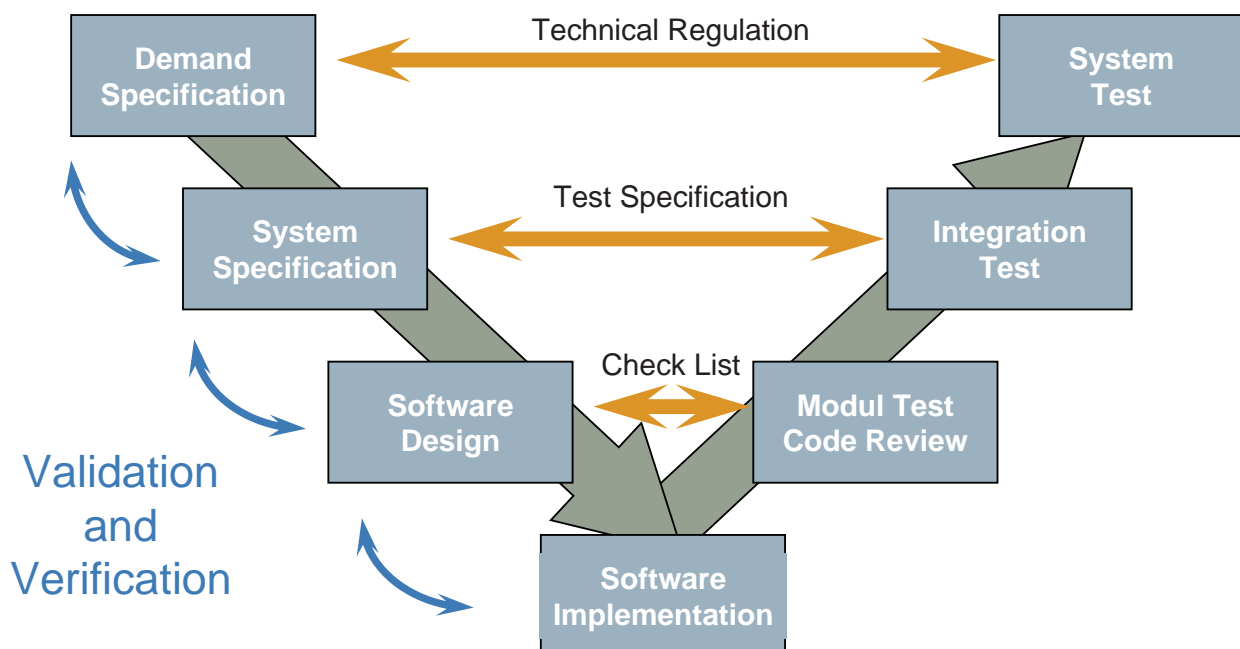 Technical Regulation
Demand
Specification
System
Test
Test Specification
System
Specification
Integration
Test
Check List
Software
Design
Modul Test
Code Review
Validation
and
Verification
Software
Implementation